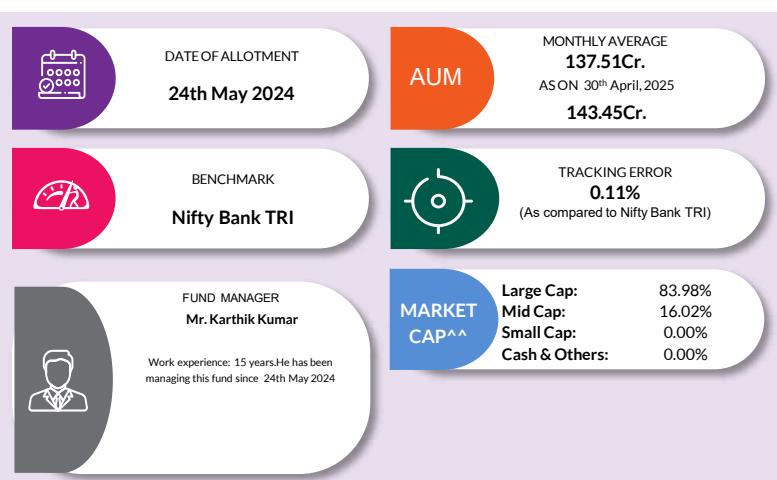 DATE OF ALLOTMENT
24th May 2024
AUM
MONTHLY AVERAGE
137.51Cr.
AS ON 30th April, 2025
143.45Cr.
BENCHMARK
Nifty Bank TRI
TRACKING ERROR
0.11%
(As compared to Nifty Bank TRI)
FUND MANAGER
Mr. Karthik Kumar
Work experience: 15 years.He has been
managing this fund since 24th May 2024
MARKET
CAP^^
Large Cap: 83.98%
Mid Cap: 16.02%
Small Cap: 0.00%
Cash & Others: 0.00%